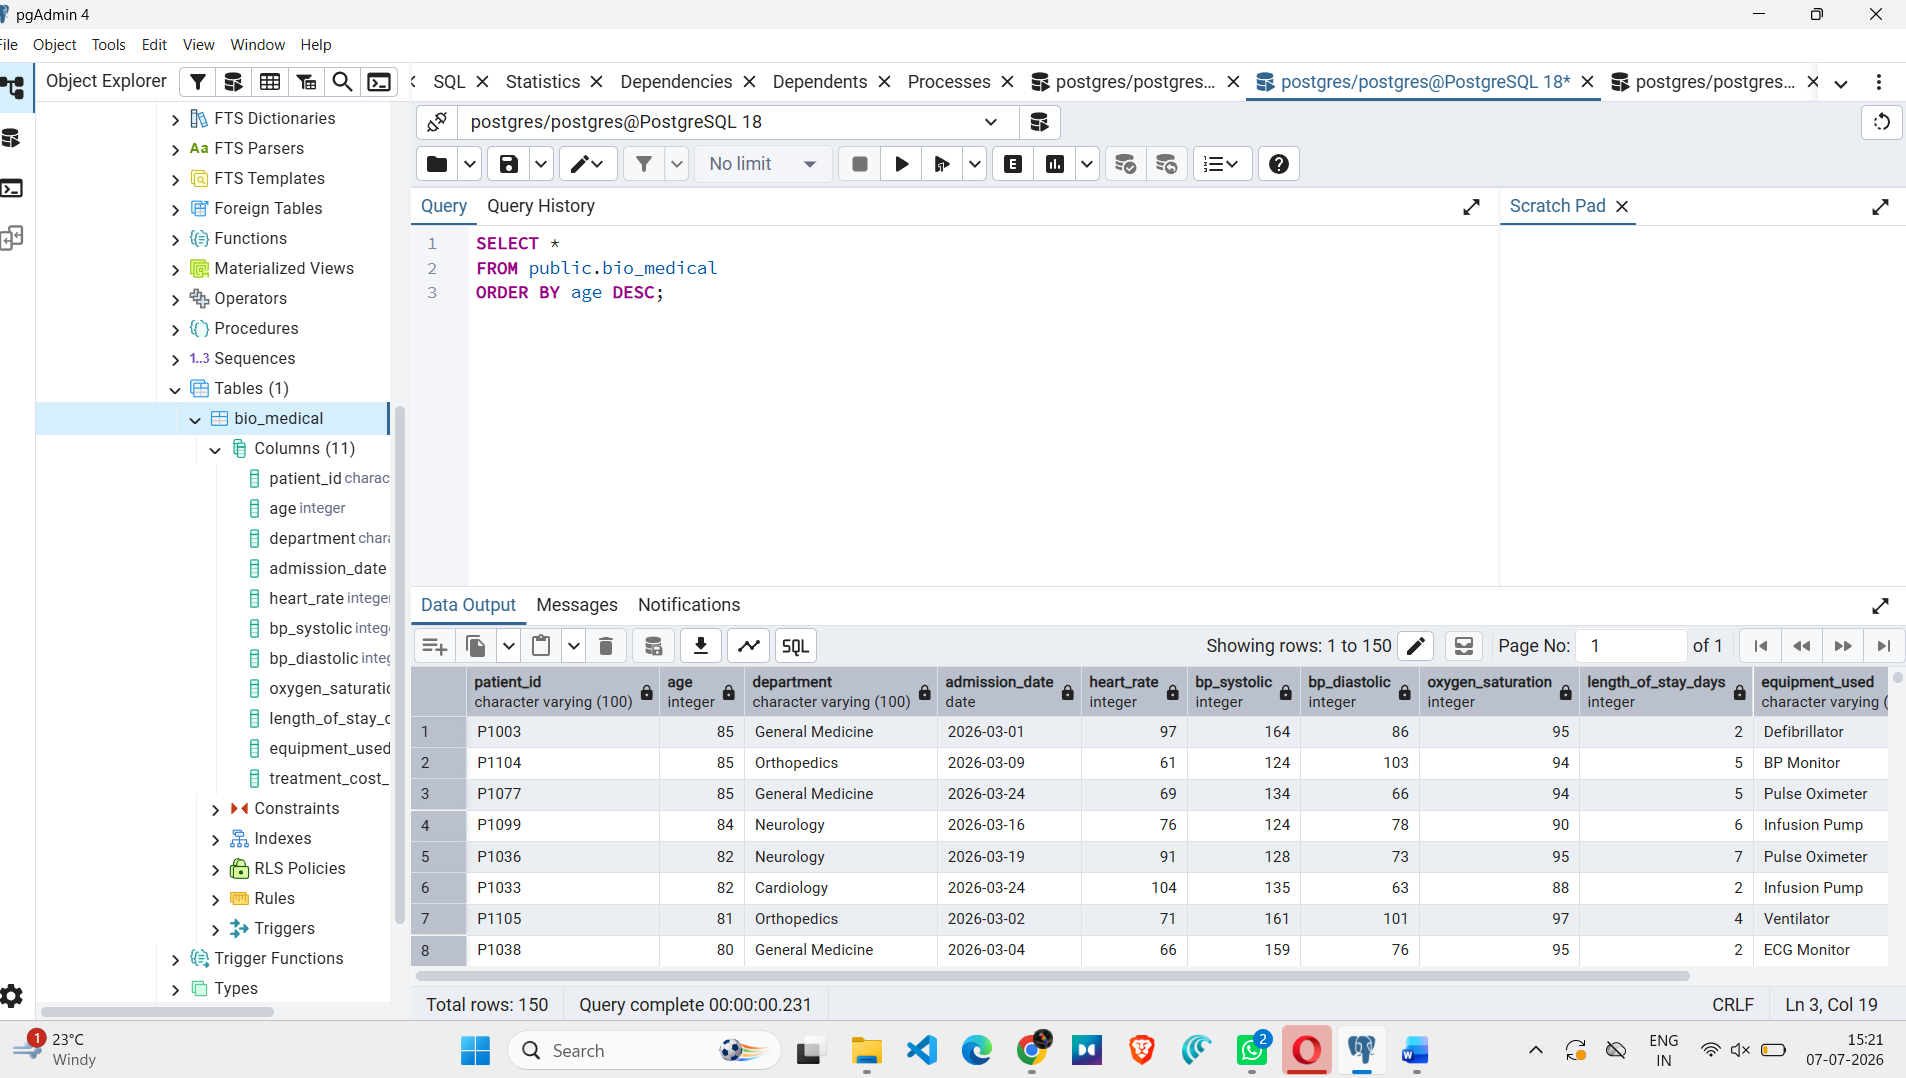 pgAdmin 4
File Object Tools Edit View Window Help
Object Explorer
SQL Statistics Dependencies Dependents Processes postgres/postgres... postgres/postgres@PostgreSQL 18* postgres/postgres...
postgres/postgres@PostgreSQL 18
No limit
E
Query Query History
Scratch Pad
1 SELECT *
2 FROM public.bio_medical
3 ORDER BY age DESC;
FTS Dictionaries
Aa FTS Parsers
FTS Templates
Foreign Tables
Functions
Materialized Views
Operators
Procedures
1..3 Sequences
Tables (1)
bio_medical
Columns (11)
patient_id charac
age integer
department chara
admission_date
heart_rate integer
bp_systolic integ
bp_diastolic integ
oxygen_saturatio
length_of_stay_d
equipment_used
treatment_cost_
Constraints
Indexes
RLS Policies
Rules
Triggers
Trigger Functions
Types
Data Output Messages Notifications
SQL
Showing rows: 1 to 150
Page No: 1 of 1
patient_id age department admission_date heart_rate bp_systolic bp_diastolic oxygen_saturation length_of_stay_days equipment_used
character varying (100) integer character varying (100) date integer integer integer integer integer character varying (
1 P1003 85 General Medicine 2026-03-01 97 164 86 95 2 Defibrillator
2 P1104 85 Orthopedics 2026-03-09 61 124 103 94 5 BP Monitor
3 P1077 85 General Medicine 2026-03-24 69 134 66 94 5 Pulse Oximeter
4 P1099 84 Neurology 2026-03-16 76 124 78 90 6 Infusion Pump
5 P1036 82 Neurology 2026-03-19 91 128 73 95 7 Pulse Oximeter
6 P1033 82 Cardiology 2026-03-24 104 135 63 88 2 Infusion Pump
7 P1105 81 Orthopedics 2026-03-02 71 161 101 97 4 Ventilator
8 P1038 80 General Medicine 2026-03-04 66 159 76 95 2 ECG Monitor
Total rows: 150 Query complete 00:00:00.231
CRLF Ln 3, Col 19
1
23°C
Windy
Search
2
W
ENG
IN
15:21
07-07-2026